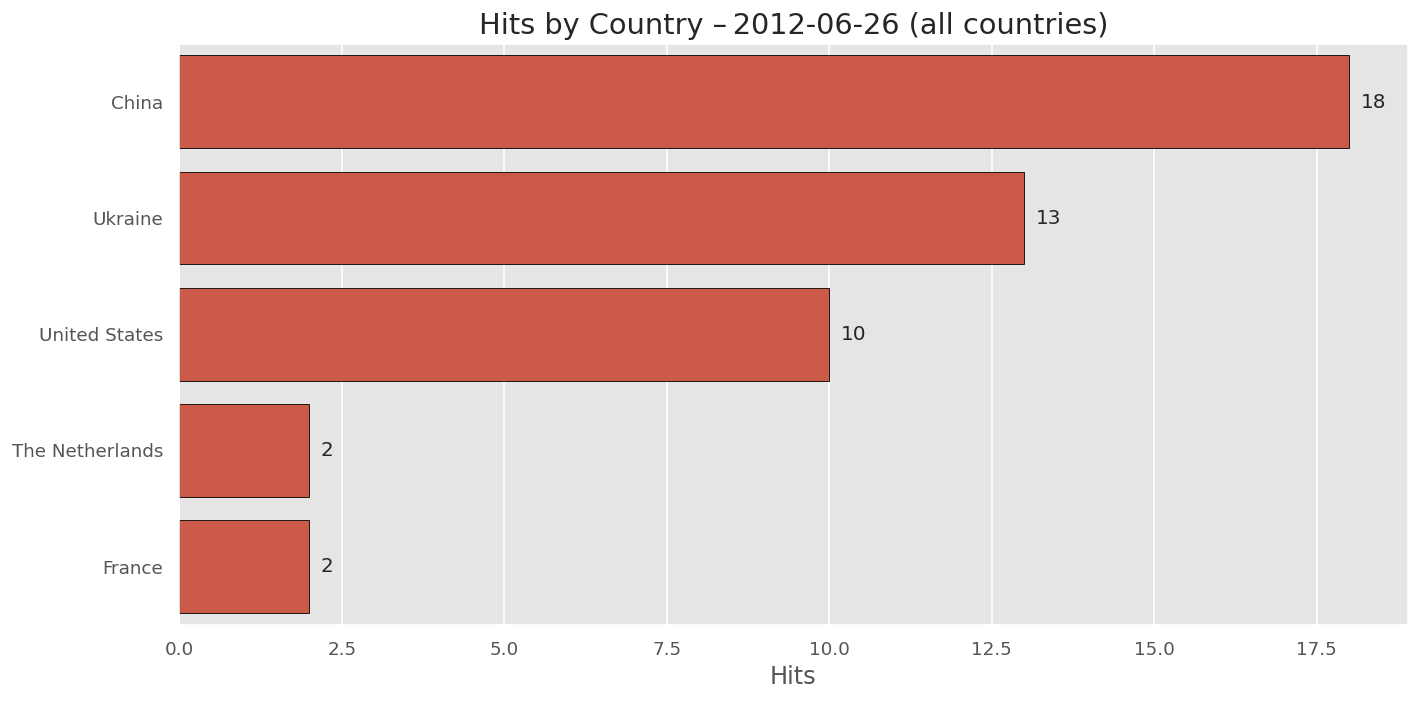 Hits by Country – 2012-06-26 (all countries)
China 18
Ukraine 13
United States 10
The Netherlands 2
France 2
0.0 2.5 5.0 7.5 10.0 12.5 15.0 17.5
Hits